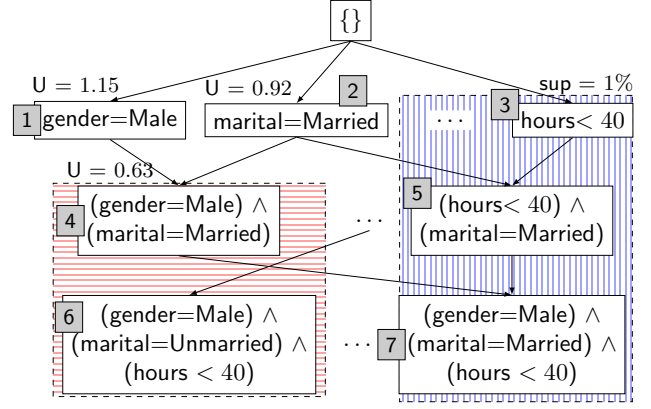 {}
U = 1.15
U = 0.92
2
sup = 1%
1
gender=Male
marital=Married
· · ·
3
hours< 40
U = 0.63
4
(gender=Male) ∧
(marital=Married)
· · ·
5
(hours< 40) ∧
(marital=Married)
6
(gender=Male) ∧
(marital=Unmarried) ∧
(hours < 40)
· · ·
7
(gender=Male) ∧
(marital=Married) ∧
(hours < 40)